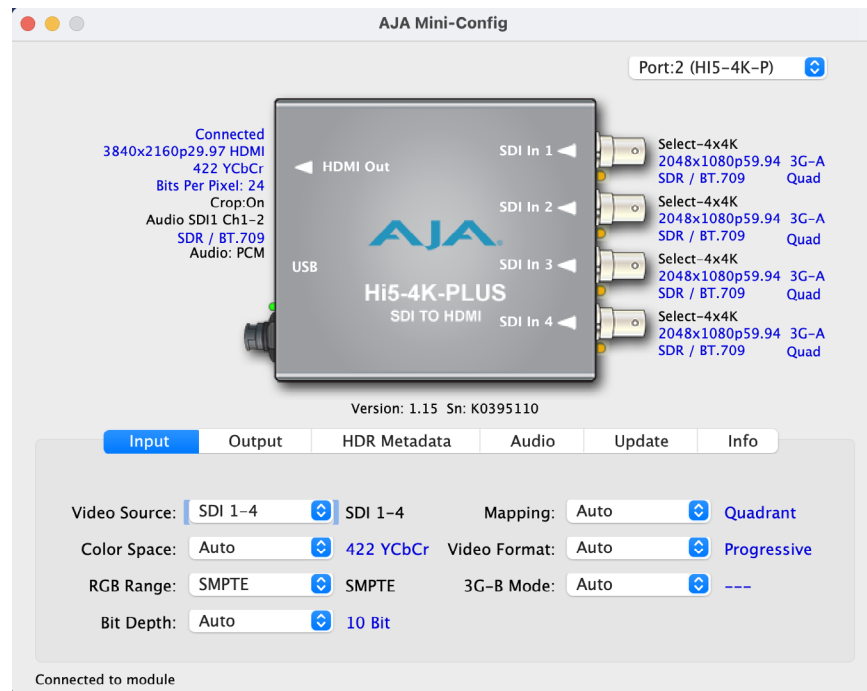 AJA Mini-Config
Port:2 (HI5-4K-P)
Connected
3840x2160p29.97 HDMI
422 YCbCr
Bits Per Pixel: 24
Crop:On
Audio SDI1 Ch1-2
SDR / BT.709
Audio: PCM
HDMI Out
USB
AJA
Hi5-4K-PLUS
SDI TO HDMI
SDI In 1
SDI In 2
SDI In 3
SDI In 4
Select-4x4K
2048x1080p59.94 3G-A
SDR / BT.709 Quad
Select-4x4K
2048x1080p59.94 3G-A
SDR / BT.709 Quad
Select-4x4K
2048x1080p59.94 3G-A
SDR / BT.709 Quad
Select-4x4K
2048x1080p59.94 3G-A
SDR / BT.709 Quad
Version: 1.15 Sn: K0395110
Input Output HDR Metadata Audio Update Info
Video Source: SDI 1-4 SDI 1-4 Mapping: Auto Quadrant
Color Space: Auto 422 YCbCr Video Format: Auto Progressive
RGB Range: SMPTE SMPTE 3G-B Mode: Auto ---
Bit Depth: Auto 10 Bit
Connected to module